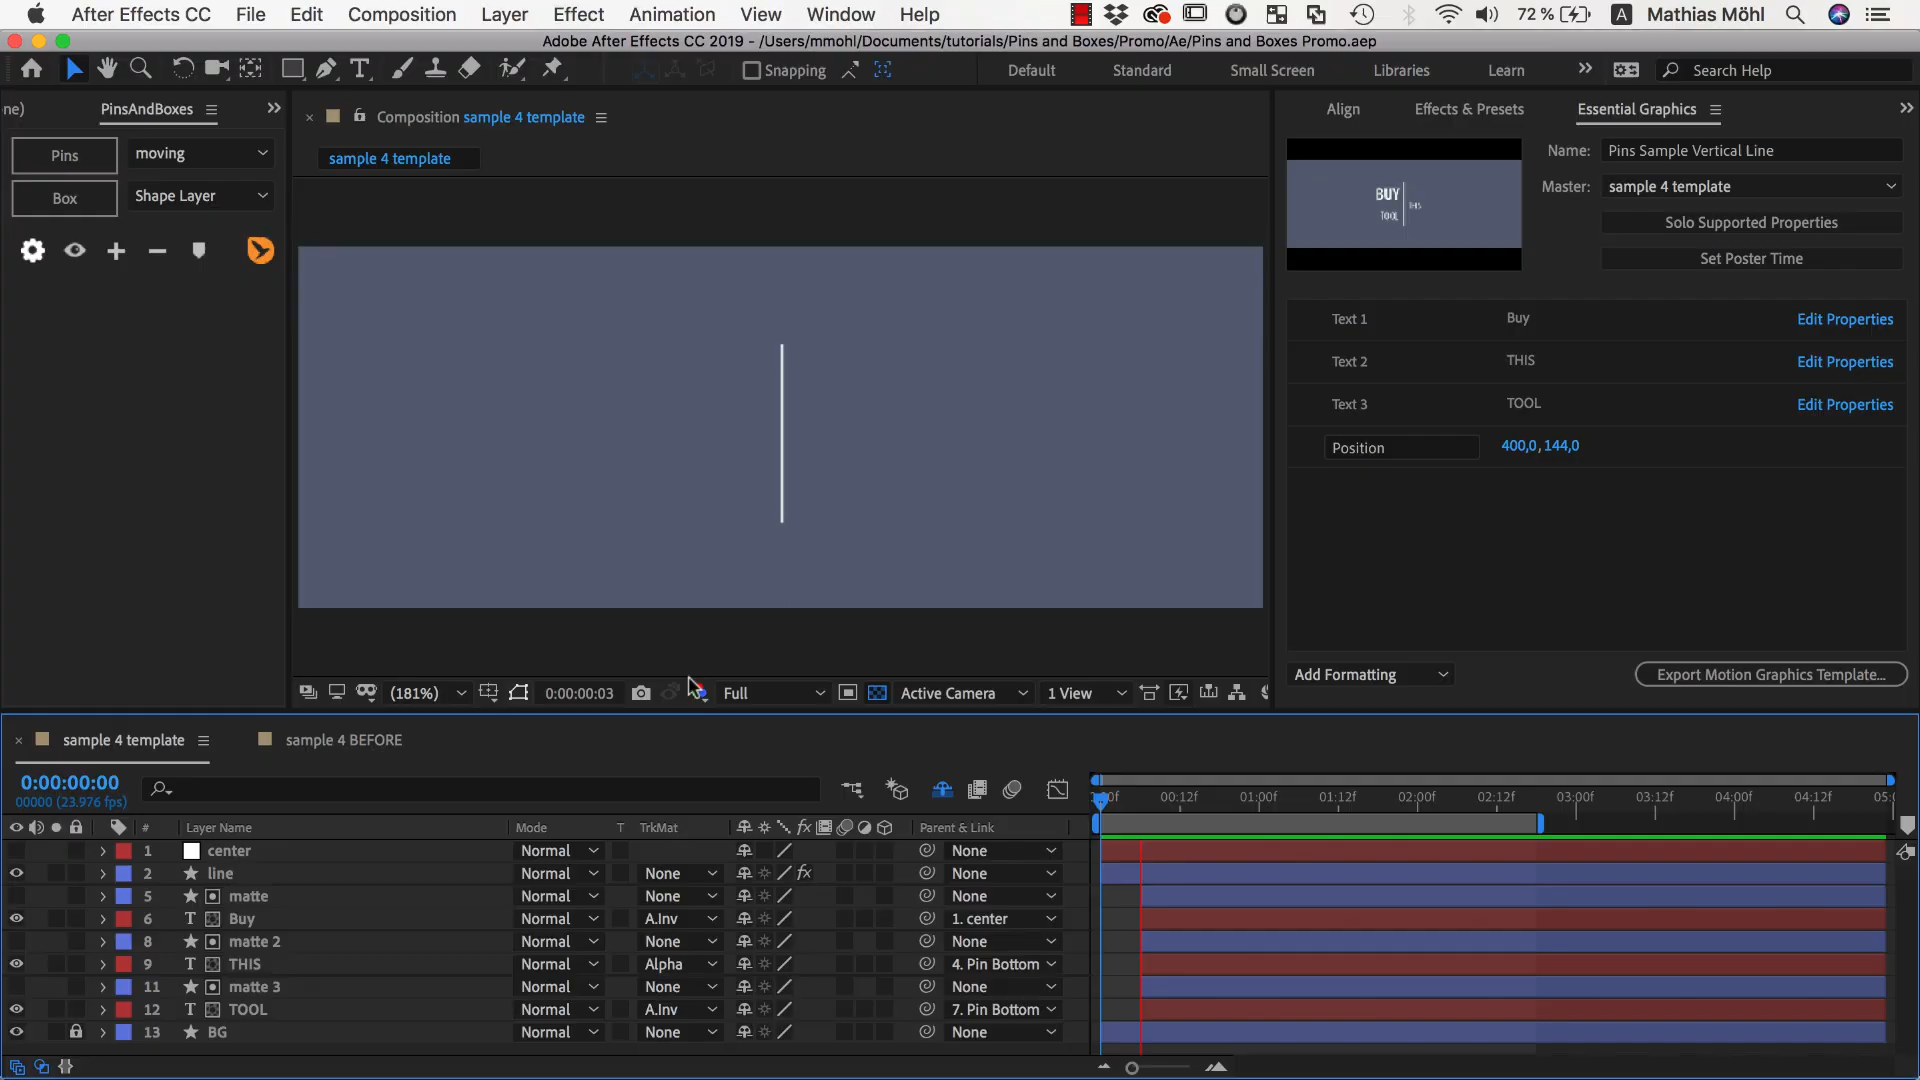 After Effects CC File Edit Composition Layer Effect Animation View Window Help 72 % A Mathias Möhl
Adobe After Effects CC 2019 - /Users/mmohl/Documents/tutorials/Pins and Boxes/Promo/Ae/Pins and Boxes Promo.aep
Snapping Default Standard Small Screen Libraries Learn Search Help
ne) PinsAndBoxes
Pins moving
Box Shape Layer
Composition sample 4 template
sample 4 template
Align Effects & Presets Essential Graphics
BUY
THIS
TOOL
Name: Pins Sample Vertical Line
Master: sample 4 template
Solo Supported Properties
Set Poster Time
Text 1 Buy Edit Properties
Text 2 THIS Edit Properties
Text 3 TOOL Edit Properties
Position 400,0, 144,0
Add Formatting Export Motion Graphics Template...
(181%) 0:00:00:03 Full Active Camera 1 View
sample 4 template sample 4 BEFORE
0:00:00:00
00000 (23.976 fps)
00:12f 01:00f 01:12f 02:00f 02:12f 03:00f 03:12f 04:00f 04:12f
# Layer Name Mode T TrkMat fx Parent & Link
1 center Normal None
2 line Normal None fx None
5 matte Normal None None
6 T Buy Normal A.Inv 1. center
8 matte 2 Normal None None
9 T THIS Normal Alpha 4. Pin Bottom
11 matte 3 Normal None None
12 T TOOL Normal A.Inv 7. Pin Bottom
13 BG Normal None None